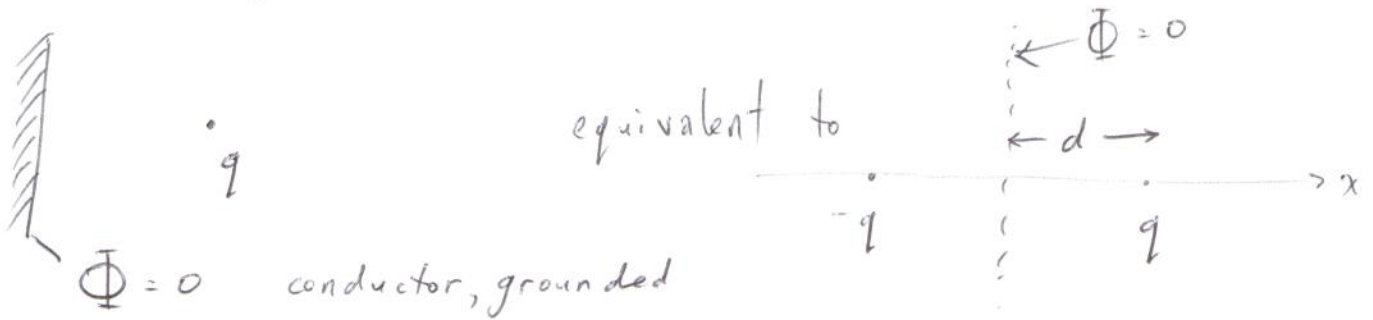 Φ = 0
equivalent to
← d →
x
q
-q
q
Φ = 0 conductor, grounded